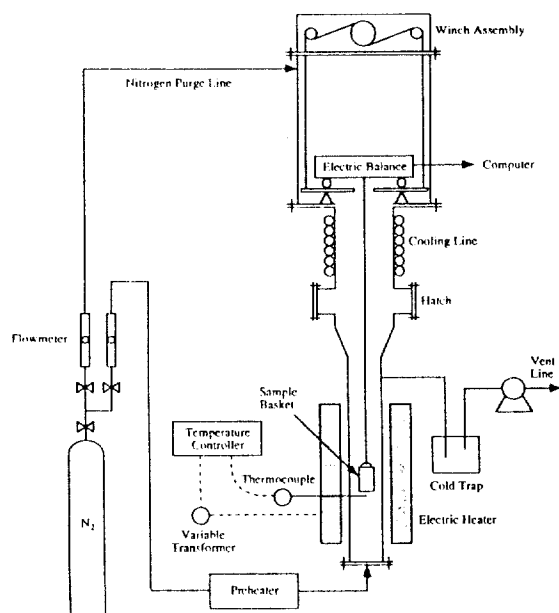 Winch Assembly
Nitrogen Purge Line
Electric Balance
Computer
Cooling Line
Hatch
Flowmeter
Vent
Line
Sample
Basket
Temperature
Controller
Thermocouple
Cold Trap
N2
Variable
Transformer
Electric Heater
Preheater